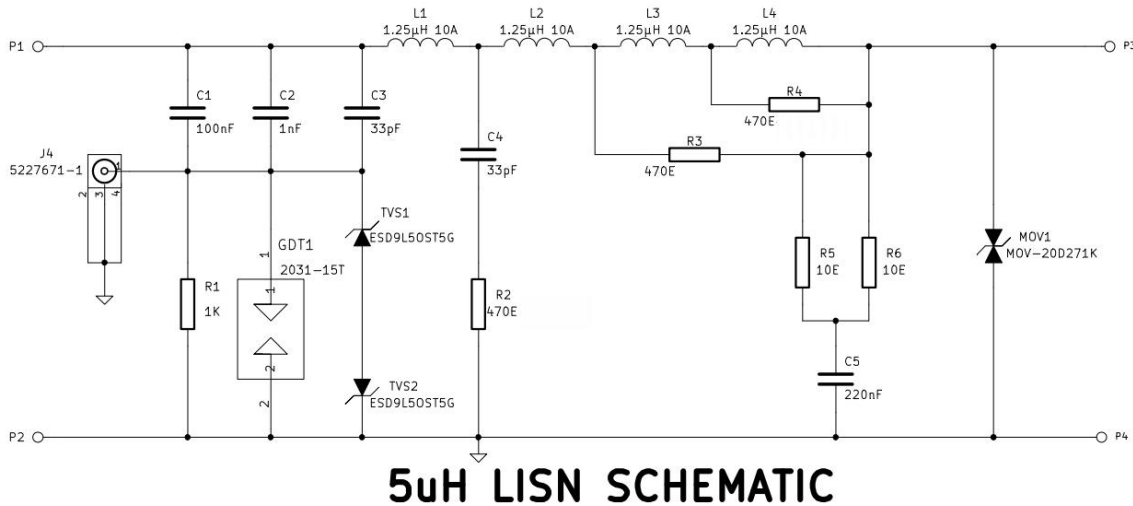 L1
1.25µH 10A
L2
1.25µH 10A
L3
1.25µH 10A
L4
1.25µH 10A
P1
P3
C1
100nF
C2
1nF
C3
33pF
R4
470E
R3
470E
C4
33pF
J4
5227671-1
1
2
3
4
TVS1
ESD9L5OST5G
GDT1
2031-15T
1
1
R1
1K
R2
470E
R5
10E
R6
10E
MOV1
MOV-20D271K
2
2
TVS2
ESD9L5OST5G
C5
220nF
P2
P4
5uH LISN SCHEMATIC